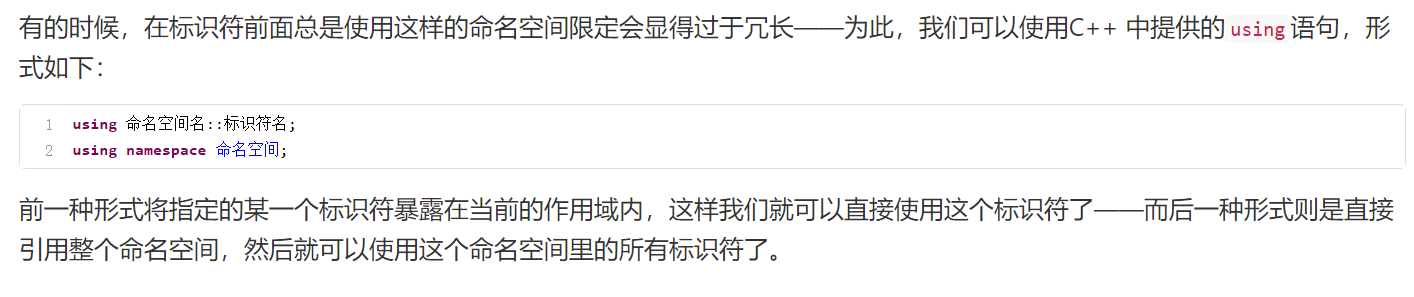 有的时候，在标识符前面总是使用这样的命名空间限定会显得过于冗长——为此，我们可以使用C++ 中提供的using语句，形
式如下：
1 using 命名空间名::标识符名;
2 using namespace 命名空间;
前一种形式将指定的某一个标识符暴露在当前的作用域内，这样我们就可以直接使用这个标识符了——而后一种形式则是直接
引用整个命名空间，然后就可以使用这个命名空间里的所有标识符了。